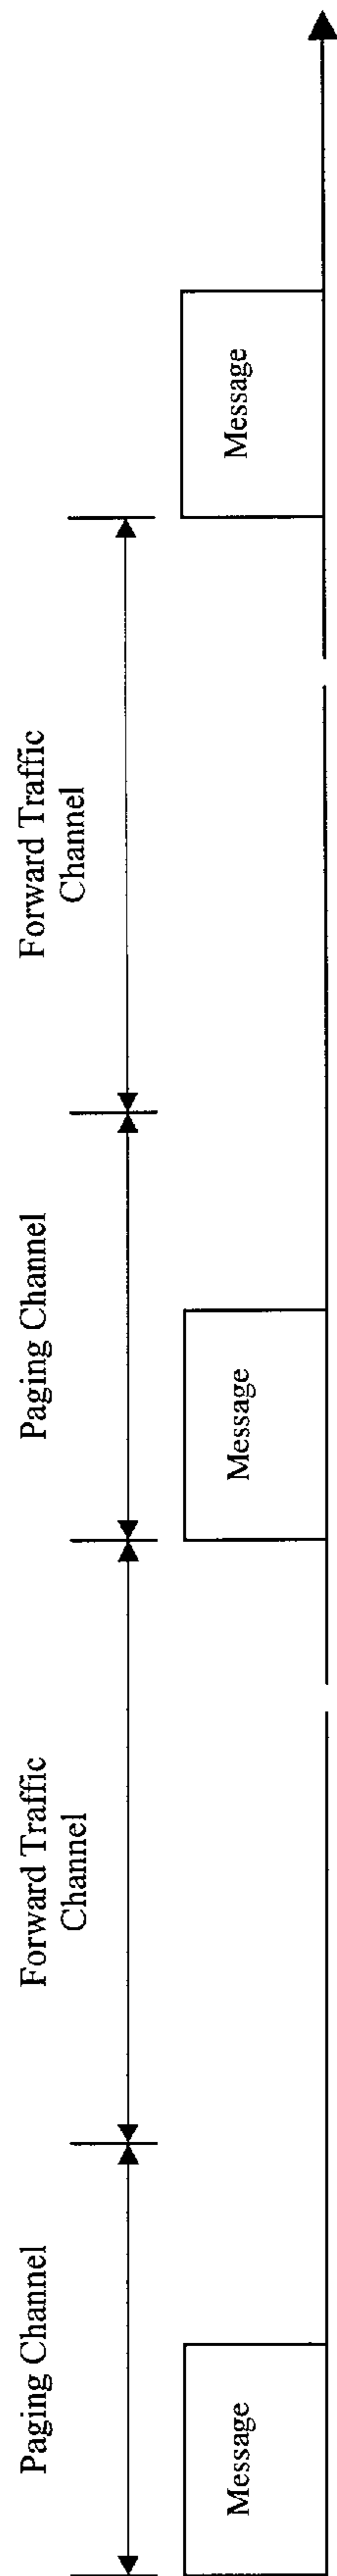 Paging Channel
Forward Traffic
Channel
Paging Channel
Forward Traffic
Channel
Message
Message
Message